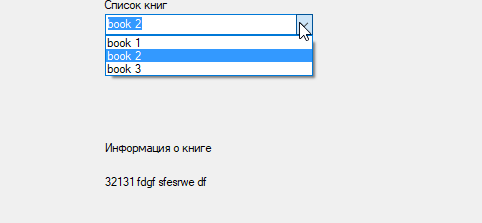 Список книг
book 2
book 1
book 2
book 3
Информация о книге
32131 fdgf sfesrwe df